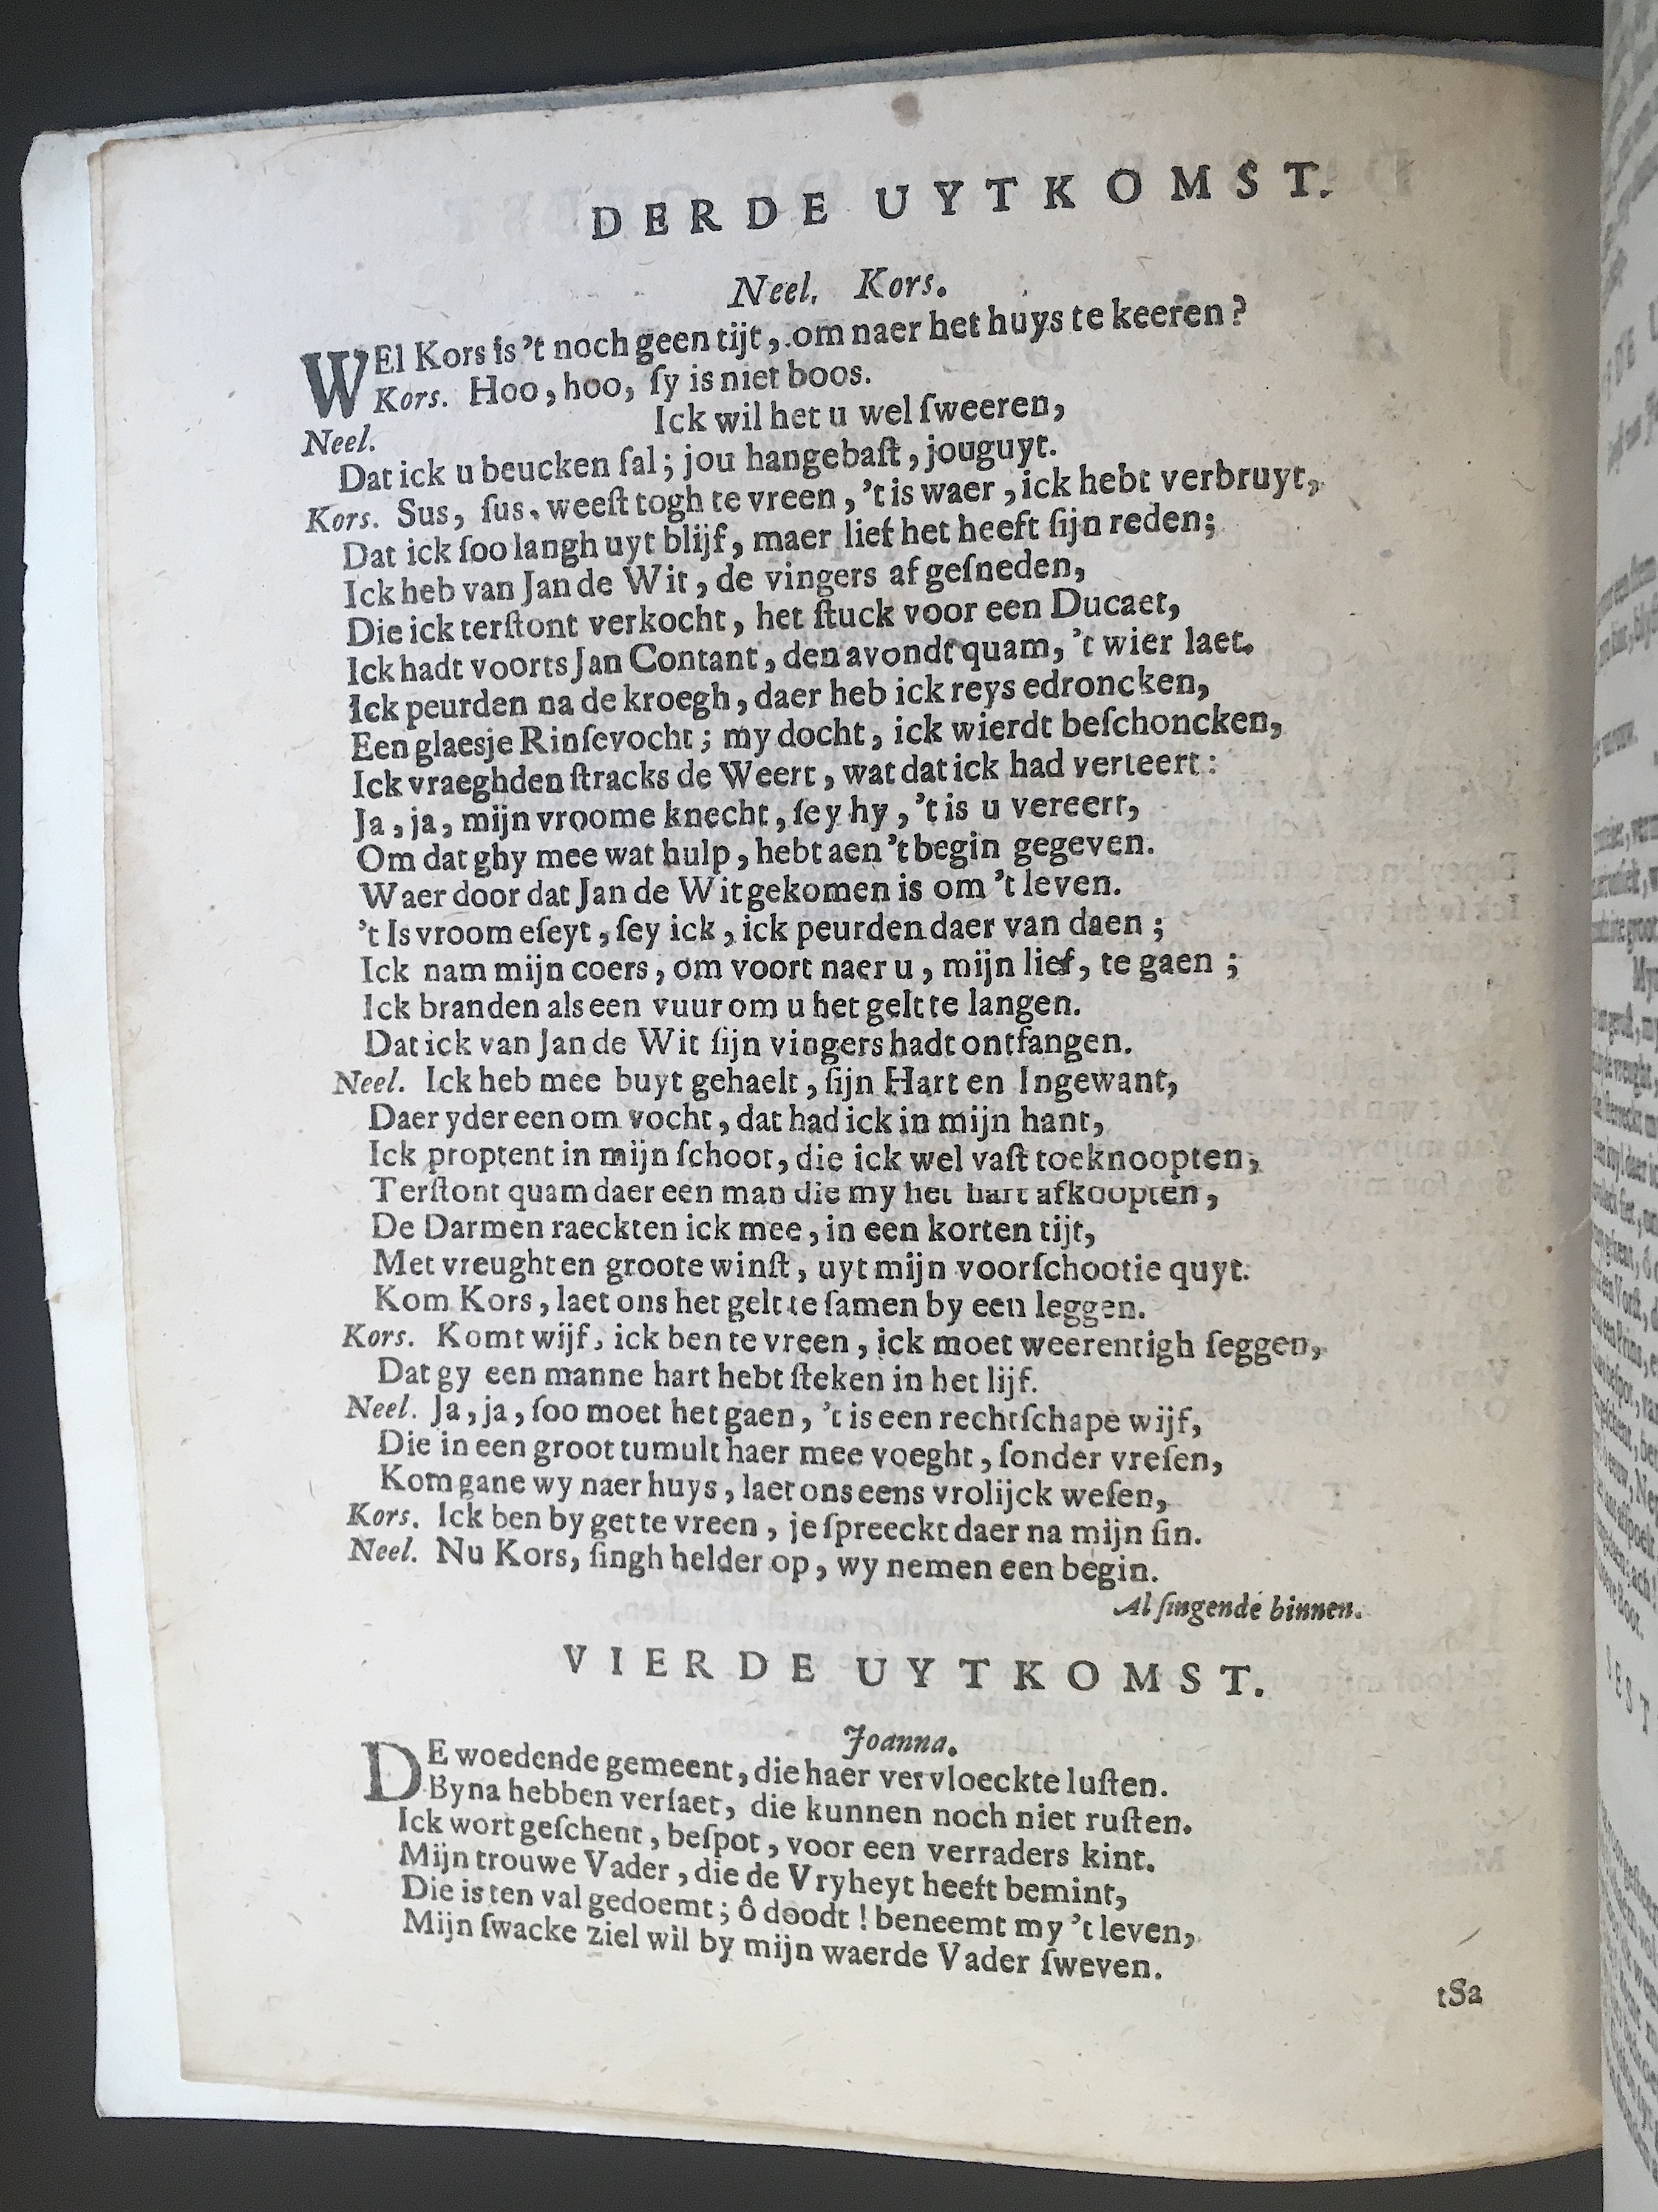 DERDE UYTKOMST.
Neel. Kors.
WEl Kors is 't noch geen tijt, om naer het huys te keeren?
Kors. Hoo, hoo, ſy is niet boos.
Neel. Ick wil het u wel ſweeren,
Dat ick u beucken ſal; jou hangebaſt, jou guyt.
Kors. Sus, ſus, weeſt togh te vreen, 't is waer, ick hebt verbruyt,
Dat ick ſoo langh uyt blijf, maer lief het heeft ſijn reden;
Ick heb van Jan de Wit, de vingers af geſneden,
Die ick terſtont verkocht, het ſtuck voor een Ducaet,
Ick hadt voorts Jan Contant, den avondt quam, 't wier laet.
Ick peurden na de kroegh, daer heb ick reys edroncken,
Een glaesje Rinſevocht; my docht, ick wierdt beſchoncken,
Ick vraeghden ſtracks de Weert, wat dat ick had verteert:
Ja, ja, mijn vroome knecht, ſey hy, 't is u vereert,
Om dat ghy mee wat hulp, hebt aen 't begin gegeven.
Waer door dat Jan de Wit gekomen is om 't leven.
't Is vroom eſeyt, ſey ick, ick peurden daer van daen;
Ick nam mijn coers, om voort naer u, mijn lief, te gaen;
Ick branden als een vuur om u het gelt te langen.
Dat ick van Jan de Wit ſijn vingers hadt ontfangen.
Neel. Ick heb mee buyt gehaelt, ſijn Hart en Ingewant,
Daer yder een om vocht, dat had ick in mijn hant,
Ick proptent in mijn ſchoot, die ick wel vaſt toeknoopten,
Terſtont quam daer een man die my het hart afkoopten,
De Darmen raeckten ick mee, in een korten tijt,
Met vreught en groote winſt, uyt mijn voorſchootie quyt.
Kom Kors, laet ons het gelt te ſamen by een leggen.
Kors. Komt wijf, ick ben te vreen, ick moet weerentigh ſeggen,
Dat gy een manne hart hebt ſteken in het lijf.
Neel. Ja, ja, ſoo moet het gaen, 't is een rechtſchape wijf,
Die in een groot tumult haer mee voeght, ſonder vreſen,
Kom gane wy naer huys, laet ons eens vrolijck weſen,
Kors. Ick ben by get te vreen, je ſpreeckt daer na mijn ſin.
Neel. Nu Kors, ſingh helder op, wy nemen een begin.
Al ſingende binnen.
VIERDE UYTKOMST.
Joanna.
DE woedende gemeent, die haer vervloeckte luſten.
Byna hebben verſaet, die kunnen noch niet ruſten.
Ick wort geſchent, beſpot, voor een verraders kint.
Mijn trouwe Vader, die de Vryheyt heeft bemint,
Die is ten val gedoemt; ô doodt! beneemt my 't leven,
Mijn ſwacke ziel wil by mijn waerde Vader ſweven.
tSa